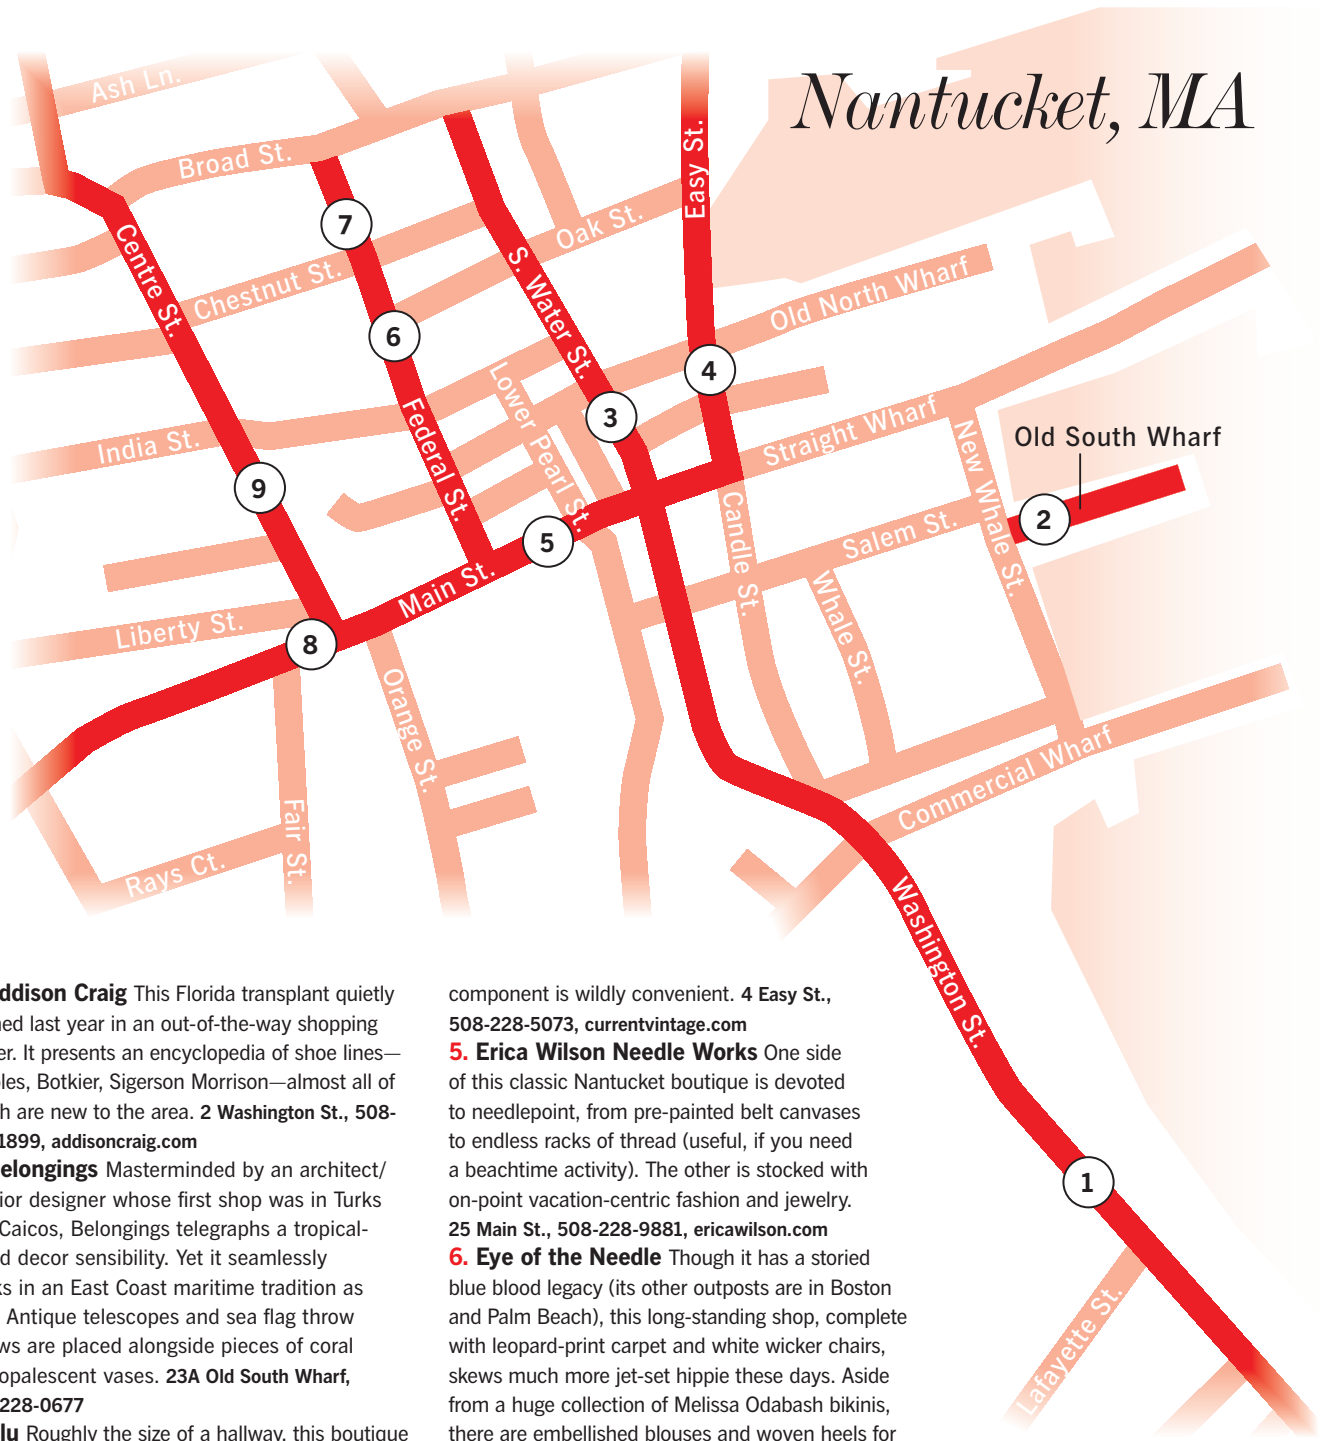 Nantucket, MA
Ash Ln.
Broad St.
Easy St.
7
Centre St.
Chestnut St.
Oak St.
S. Water St.
Old North Wharf
6
4
Lower Pearl St.
3
Federal St.
India St.
Straight Wharf
New Whale St.
Old South Wharf
9
5
Candle St.
2
Salem St.
Main St.
Whale St.
Liberty St.
8
Orange St.
Commercial Wharf
Fair St.
Rays Ct.
Washington St.
1
Lafayette St.
ddison Craig This Florida transplant quietly
ned last year in an out-of-the-way shopping
er. It presents an encyclopedia of shoe lines—
les, Botkier, Sigerson Morrison—almost all of
h are new to the area. 2 Washington St., 508-
1899, addisoncraig.com
elongings Masterminded by an architect/
ior designer whose first shop was in Turks
Caicos, Belongings telegraphs a tropical-
d decor sensibility. Yet it seamlessly
ks in an East Coast maritime tradition as
Antique telescopes and sea flag throw
ws are placed alongside pieces of coral
opalescent vases. 23A Old South Wharf,
228-0677
lu Roughly the size of a hallway, this boutique
component is wildly convenient. 4 Easy St.,
508-228-5073, currentvintage.com
5. Erica Wilson Needle Works One side
of this classic Nantucket boutique is devoted
to needlepoint, from pre-painted belt canvases
to endless racks of thread (useful, if you need
a beachtime activity). The other is stocked with
on-point vacation-centric fashion and jewelry.
25 Main St., 508-228-9881, ericawilson.com
6. Eye of the Needle Though it has a storied
blue blood legacy (its other outposts are in Boston
and Palm Beach), this long-standing shop, complete
with leopard-print carpet and white wicker chairs,
skews much more jet-set hippie these days. Aside
from a huge collection of Melissa Odabash bikinis,
there are embellished blouses and woven heels for